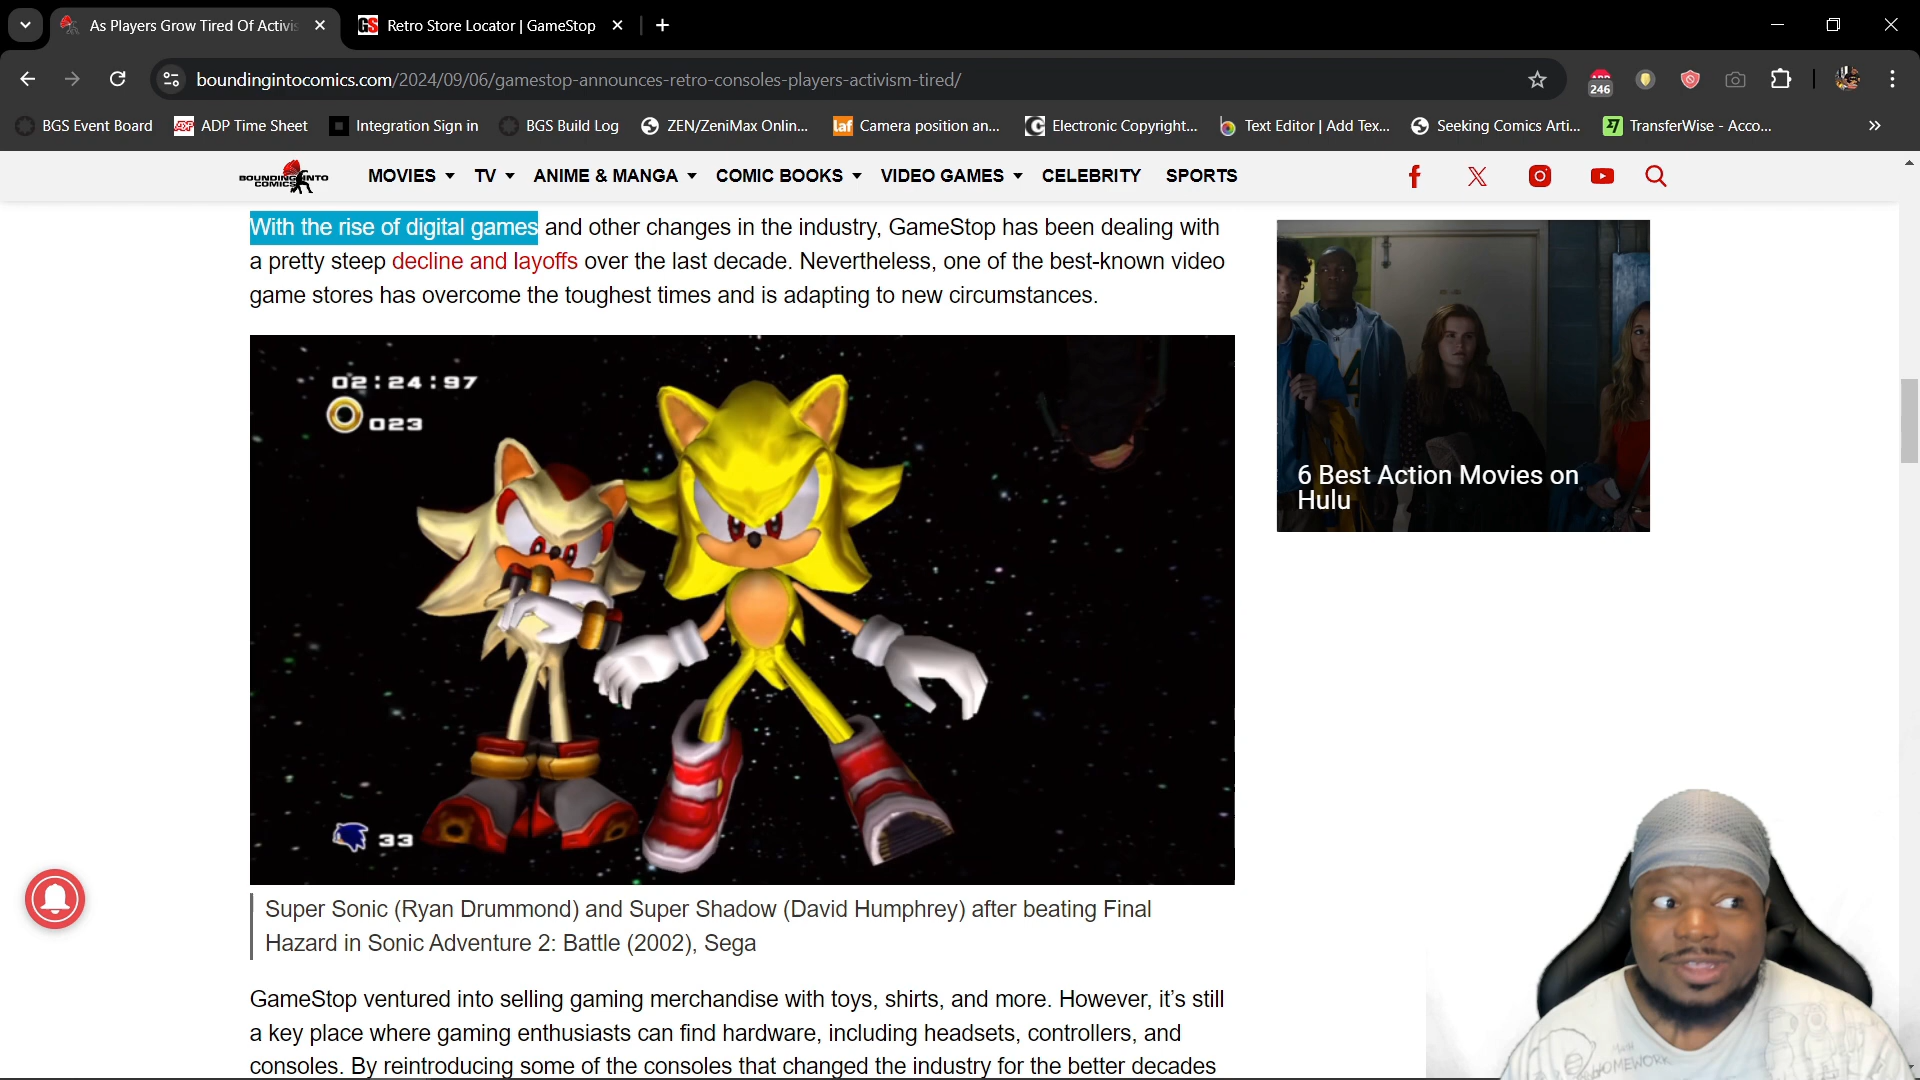 As Players Grow Tired Of Activis
Retro Store Locator | GameStop
boundingintocomics.com/2024/09/06/gamestop-announces-retro-consoles-players-activism-tired/
246
BGS Event Board
ADP Time Sheet
Integration Sign in
BGS Build Log
ZEN/ZeniMax Onlin...
Camera position an...
Electronic Copyright...
Text Editor | Add Tex...
Seeking Comics Arti...
TransferWise - Acco...
BOUNDING INTO
COMICS
MOVIES
TV
ANIME & MANGA
COMIC BOOKS
VIDEO GAMES
CELEBRITY
SPORTS
With the rise of digital games and other changes in the industry, GameStop has been dealing with
a pretty steep decline and layoffs over the last decade. Nevertheless, one of the best-known video
game stores has overcome the toughest times and is adapting to new circumstances.
02:24:97
023
33
6 Best Action Movies on
Hulu
Super Sonic (Ryan Drummond) and Super Shadow (David Humphrey) after beating Final
Hazard in Sonic Adventure 2: Battle (2002), Sega
GameStop ventured into selling gaming merchandise with toys, shirts, and more. However, it's still
a key place where gaming enthusiasts can find hardware, including headsets, controllers, and
consoles. By reintroducing some of the consoles that changed the industry for the better decades
HOMEWORK